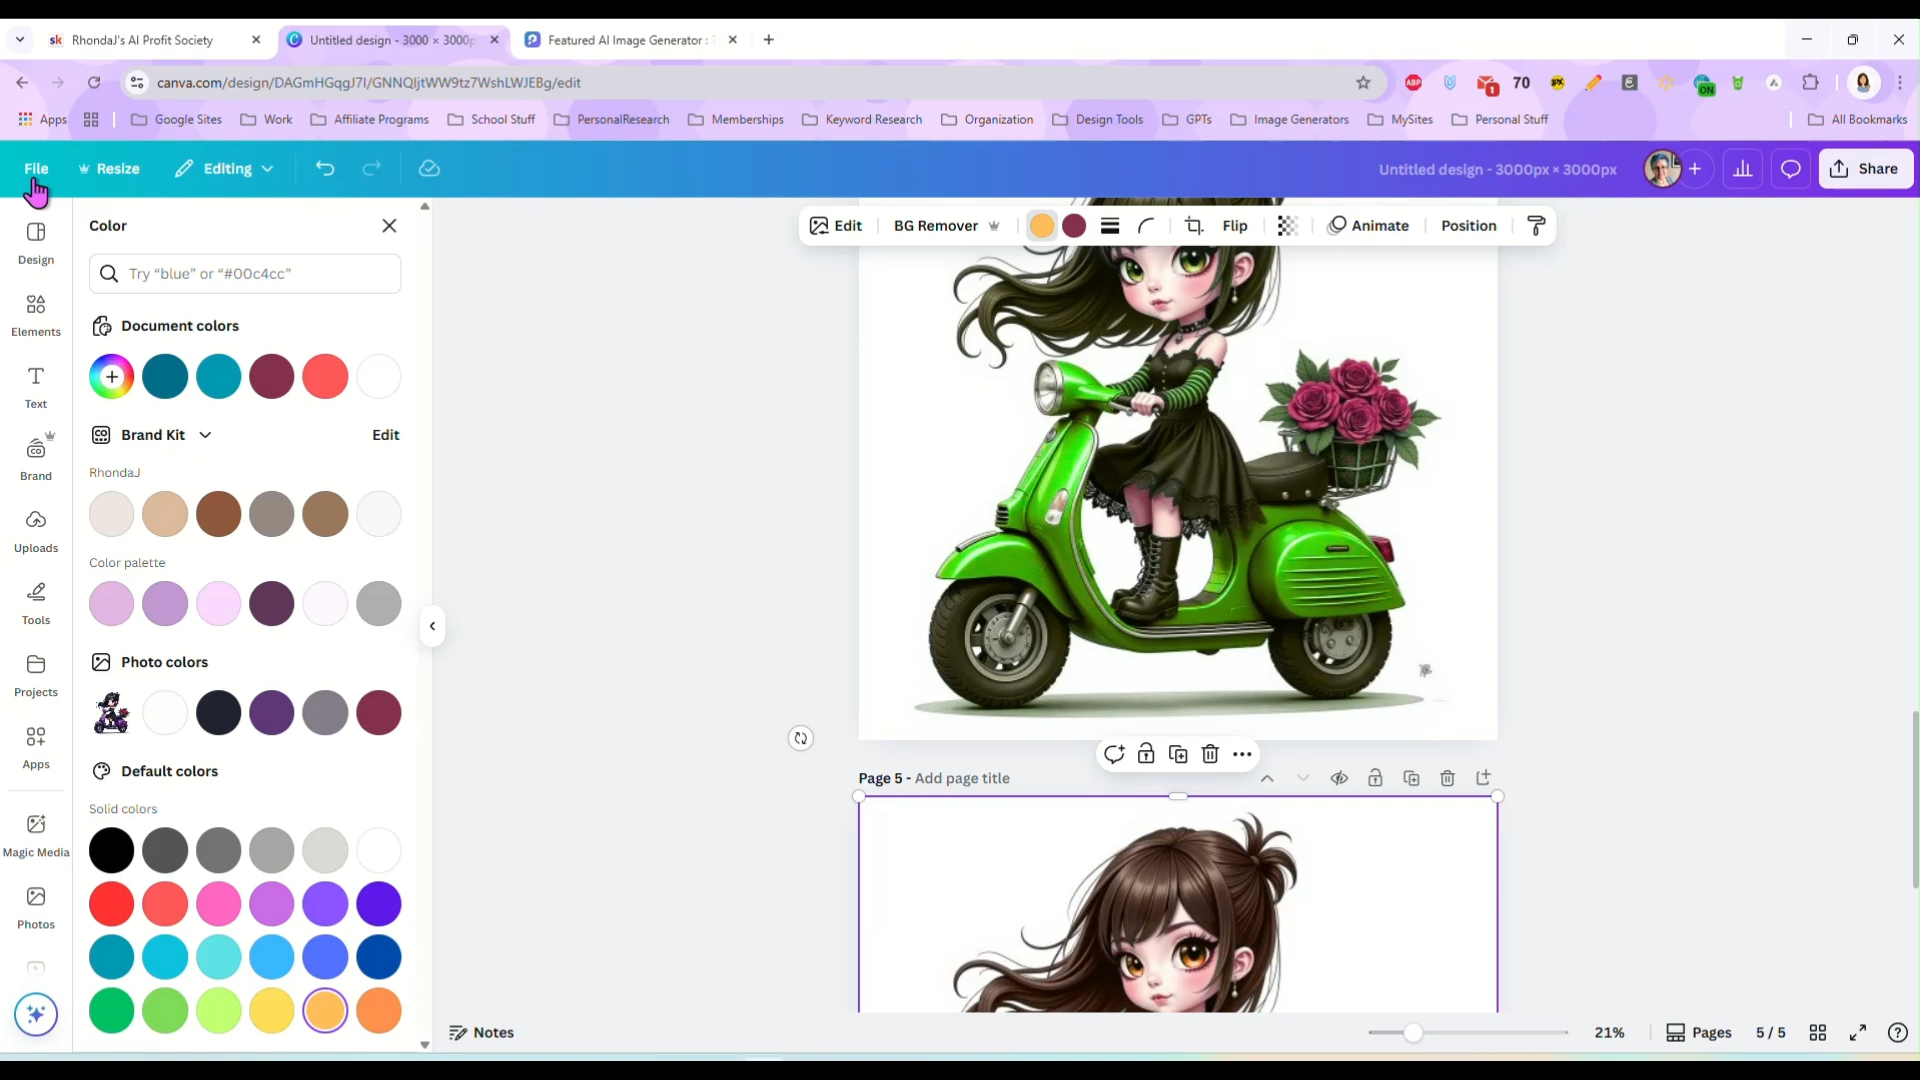 RhondaJ's AI Profit Society
Untitled design - 3000 × 3000p
Featured AI Image Generator :
canva.com/design/DAGmHGqgJ7I/GNNQIjtWW9tz7WshLWJEBg/edit
ABP
1
70
ON
Apps
Google Sites
Work
Affiliate Programs
School Stuff
PersonalResearch
Memberships
Keyword Research
Organization
Design Tools
GPTs
Image Generators
MySites
Personal Stuff
All Bookmarks
File
Resize
Editing
Untitled design - 3000px × 3000px
Share
Design
Elements
Text
Brand
Uploads
Tools
Projects
Apps
Magic Media
Photos
Color
Try “blue” or “#00c4cc”
Document colors
Brand Kit
Edit
RhondaJ
Color palette
Photo colors
Default colors
Solid colors
Edit
BG Remover
Flip
Animate
Position
Page 5 - Add page title
Notes
21%
Pages
5 / 5